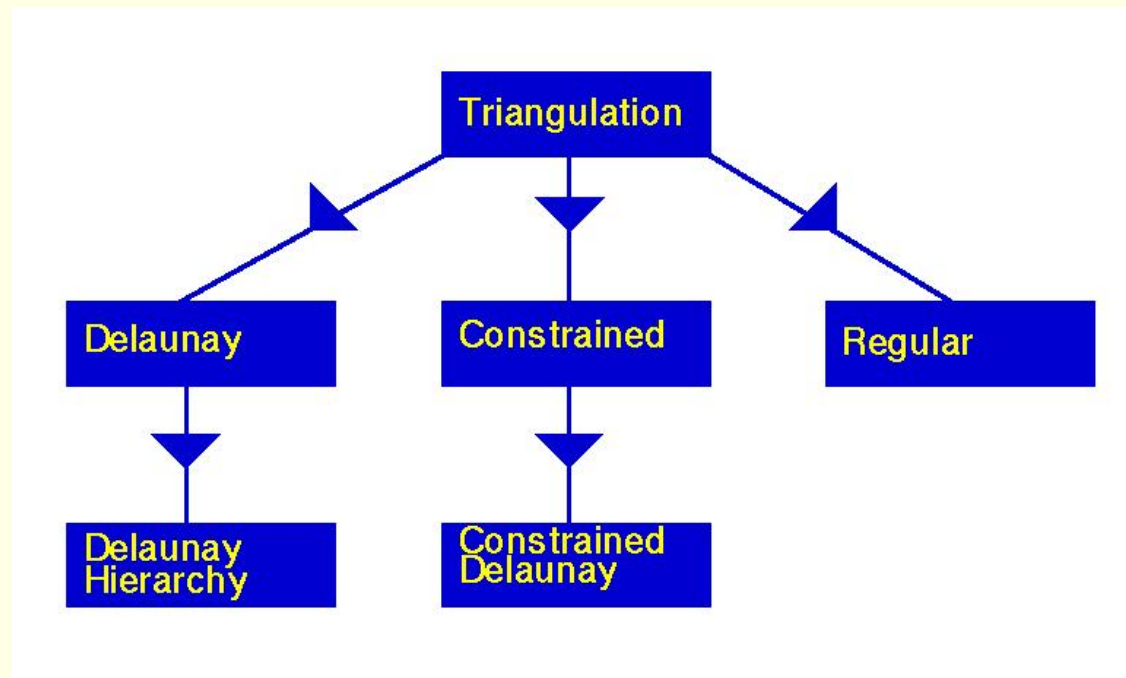 Triangulation
Delaunay
Constrained
Regular
Delaunay
Hierarchy
Constrained
Delaunay